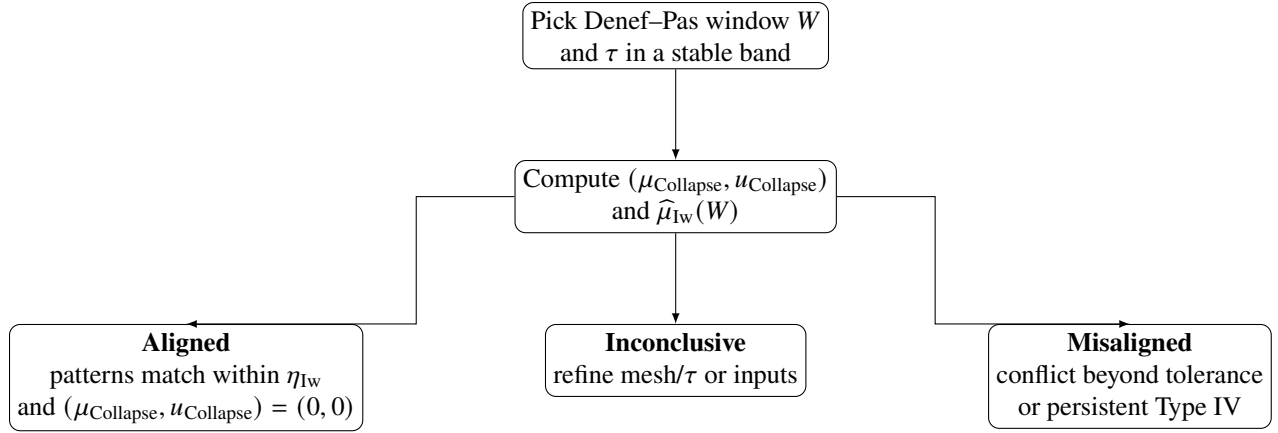 Pick Denef–Pas window W
and τ in a stable band
Compute (μ_Collapse, u_Collapse)
and μ̂_Iw(W)
Aligned
patterns match within η_Iw
and (μ_Collapse, u_Collapse) = (0, 0)
Inconclusive
refine mesh/τ or inputs
Misaligned
conflict beyond tolerance
or persistent Type IV